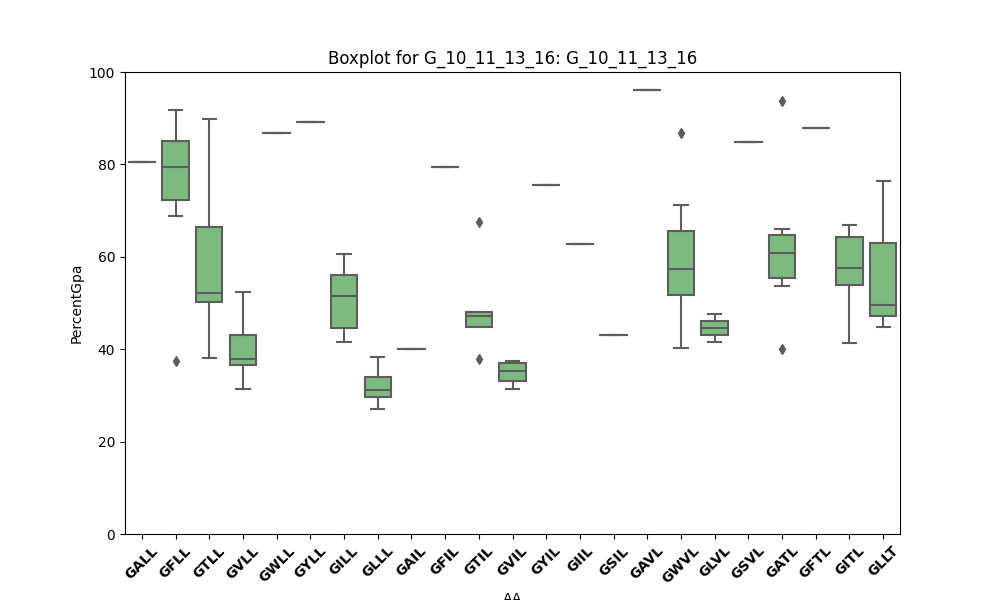 Boxplot for G_10_11_13_16: G_10_11_13_16
100
80
60
40
20
0
PercentGpa
GALL
GFLL
GTLL
GVLL
GWLL
GYLL
GILL
GLLL
GAIL
GFIL
GTIL
GVIL
GYIL
GIIL
GSIL
GAVL
GWVL
GLVL
GSVL
GATL
GFTL
GITL
GLLT
AA